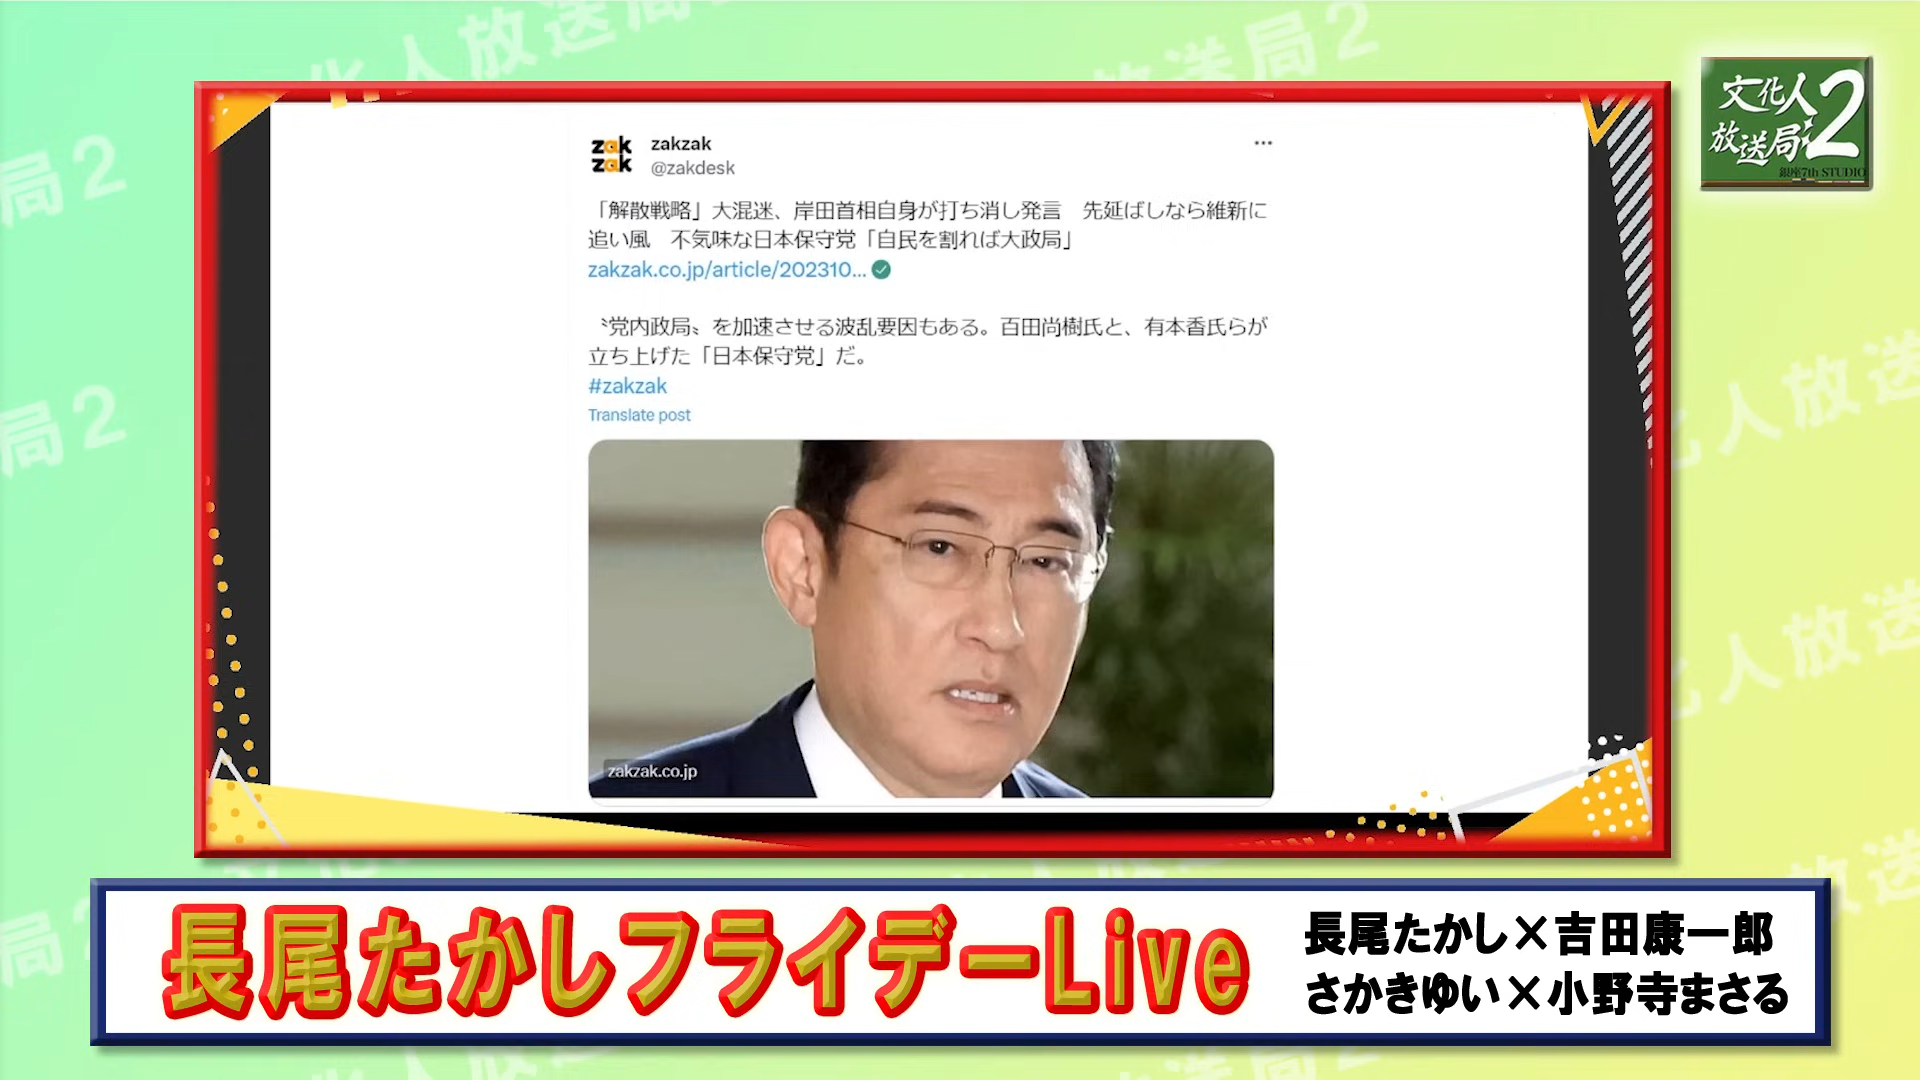 文化人
放送局2
銀座7th STUDIO
zakzak
zak
zak
@zakdesk
「解散戦略」大混迷、岸田首相自身が打ち消し発言　先延ばしなら維新に
追い風　不気味な日本保守党「自民を割れば大政局」
zakzak.co.jp/article/202310...
〝党内政局〟を加速させる波乱要因もある。百田尚樹氏と、有本香氏らが
立ち上げた「日本保守党」だ。
#zakzak
Translate post
zakzak.co.jp
長尾たかしフライデーLive
長尾たかし×吉田康一郎
さかきゆい×小野寺まさる